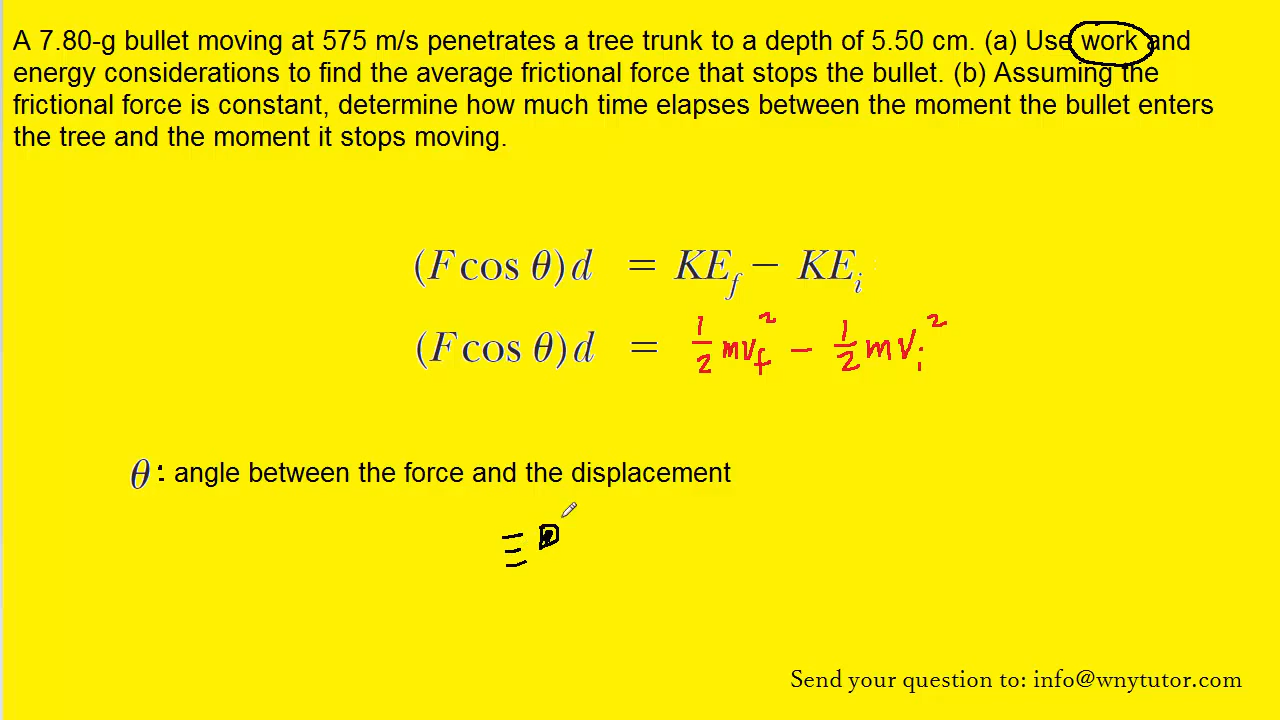 A 7.80-g bullet moving at 575 m/s penetrates a tree trunk to a depth of 5.50 cm. (a) Use work and
energy considerations to find the average frictional force that stops the bullet. (b) Assuming the
frictional force is constant, determine how much time elapses between the moment the bullet enters
the tree and the moment it stops moving.
(F cos θ)d = KE_f − KE_i
(F cos θ)d = 1/2 mv_f² − 1/2 mv_i²
θ: angle between the force and the displacement
Send your question to: info@wnytutor.com